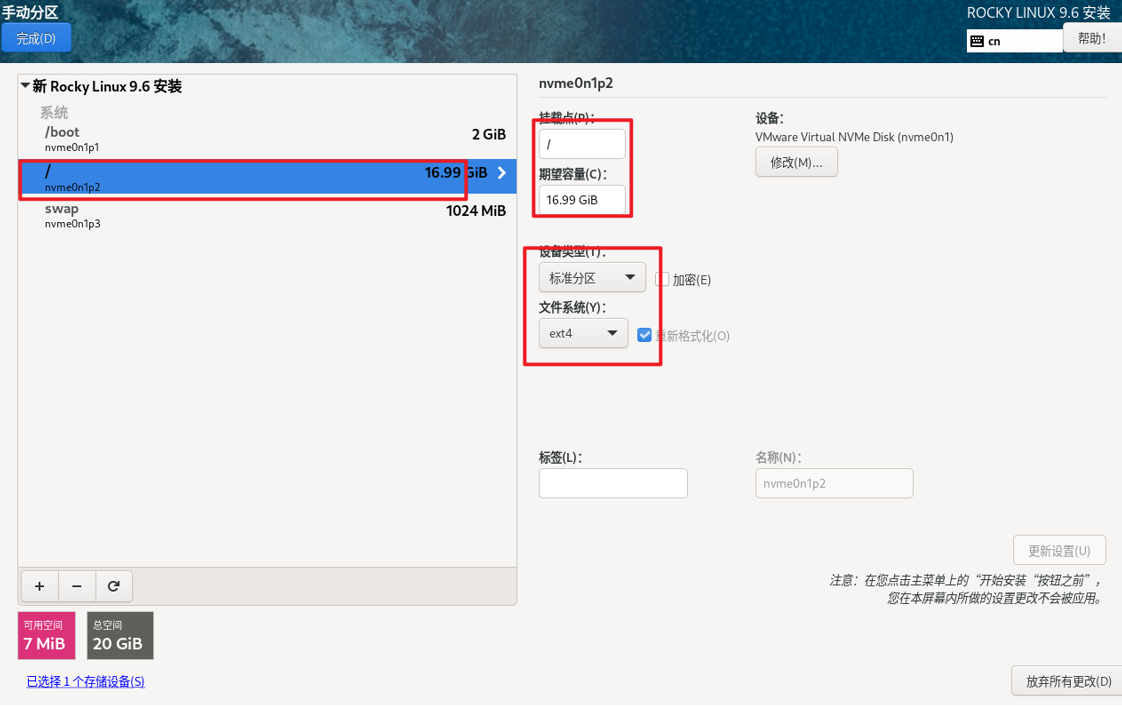 手动分区
ROCKY LINUX 9.6 安装
完成(D)
cn
帮助!
新 Rocky Linux 9.6 安装
系统
/boot
nvme0n1p1
2 GiB
/
nvme0n1p2
16.99 GiB
swap
nvme0n1p3
1024 MiB
nvme0n1p2
挂载点(P):
/
期望容量(C):
16.99 GiB
设备:
VMware Virtual NVMe Disk (nvme0n1)
修改(M)...
设备类型(T):
标准分区
加密(E)
文件系统(Y):
ext4
重新格式化(O)
标签(L):
名称(N):
nvme0n1p2
更新设置(U)
注意：在您点击主菜单上的“开始安装“按钮之前”，
您在本屏幕内所做的设置更改不会被应用。
可用空间
7 MiB
总空间
20 GiB
已选择 1 个存储设备(S)
放弃所有更改(D)